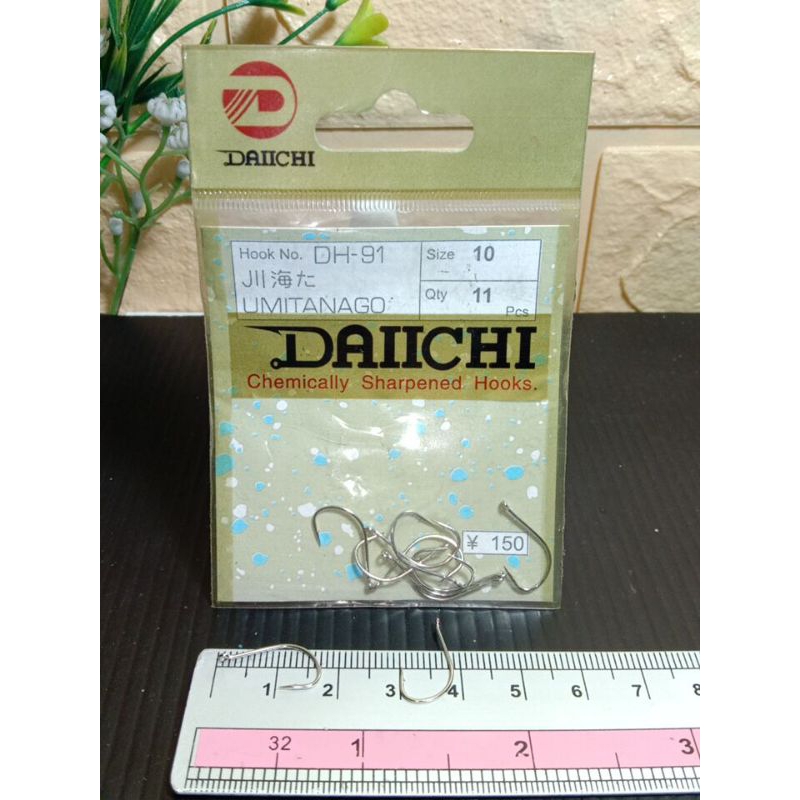 DAIICHI
Hook No. DH-91
Size 10
川海た
UMITANAGO
Qty 11 Pcs
DAIICHI
Chemically Sharpened Hooks.
¥ 150
1 2 3 4 5 6 7 8
32 1 2 3